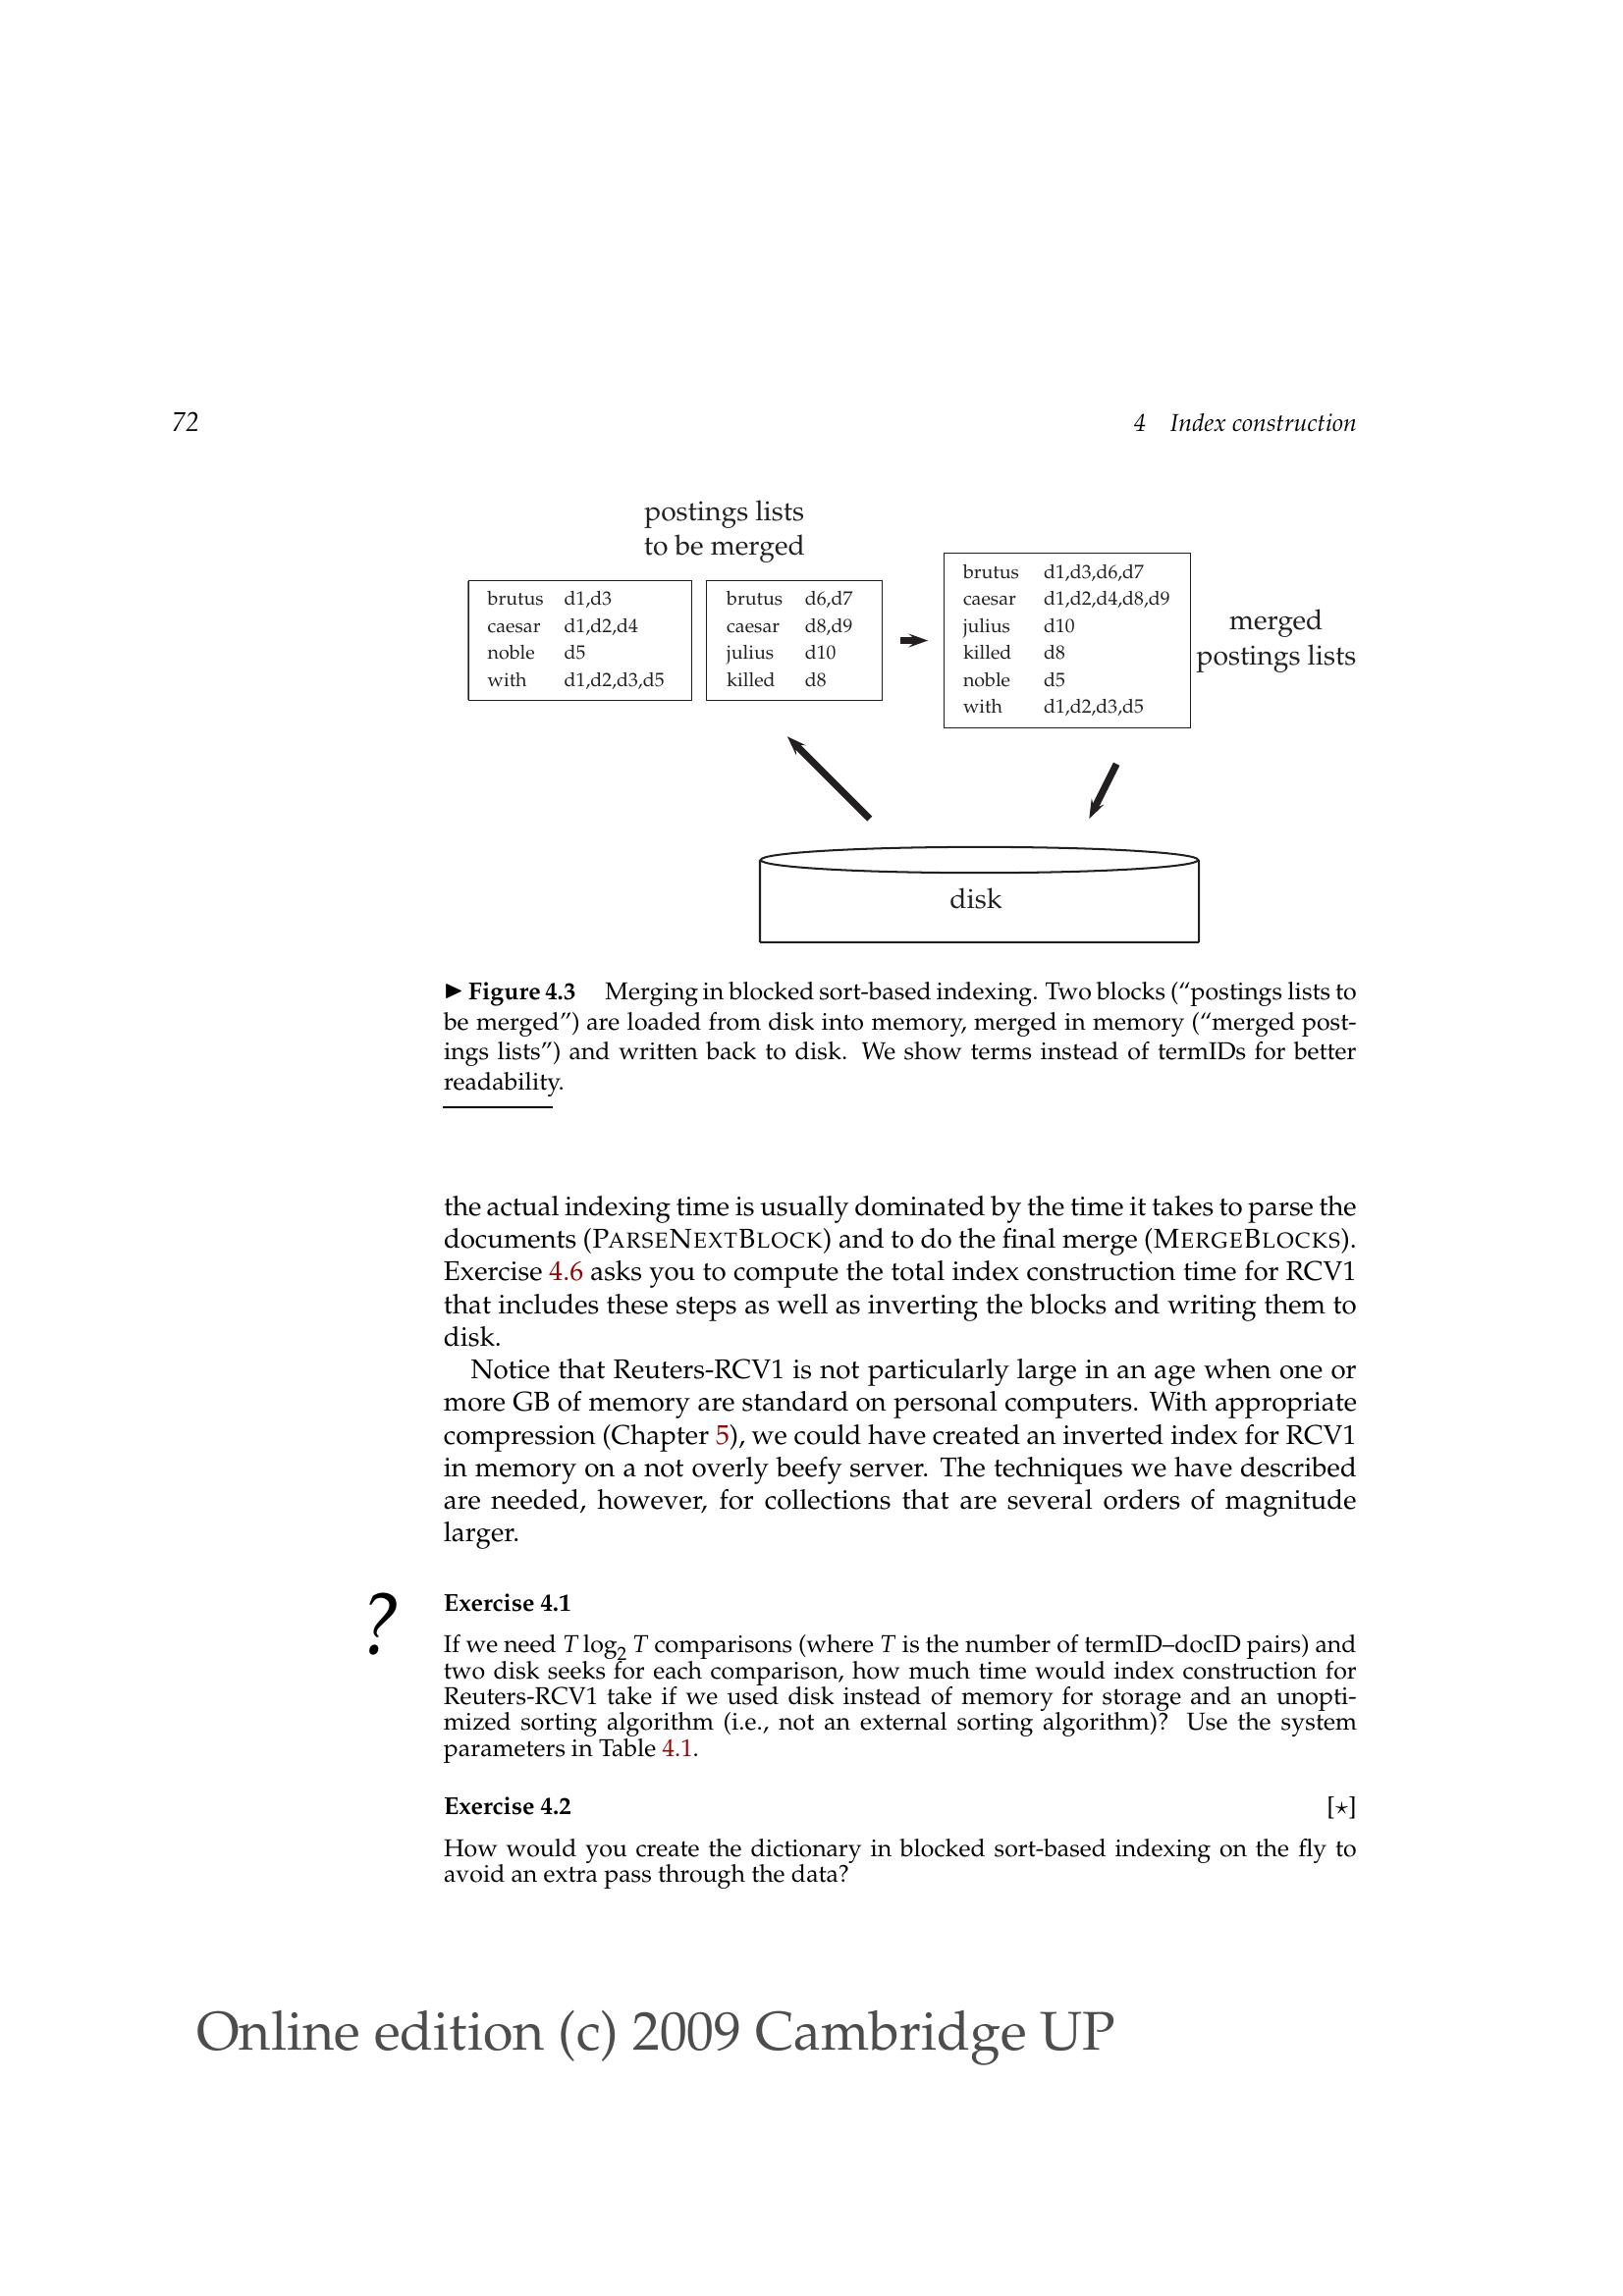 72
4 Index construction
postings lists
to be merged
brutus d1,d3
caesar d1,d2,d4
noble d5
with d1,d2,d3,d5
brutus d6,d7
caesar d8,d9
julius d10
killed d8
brutus d1,d3,d6,d7
caesar d1,d2,d4,d8,d9
julius d10
killed d8
noble d5
with d1,d2,d3,d5
merged
postings lists
disk
▶ Figure 4.3 Merging in blocked sort-based indexing. Two blocks (“postings lists to
be merged”) are loaded from disk into memory, merged in memory (“merged post-
ings lists”) and written back to disk. We show terms instead of termIDs for better
readability.
the actual indexing time is usually dominated by the time it takes to parse the
documents (PARSENEXTBLOCK) and to do the final merge (MERGEBLOCKS).
Exercise 4.6 asks you to compute the total index construction time for RCV1
that includes these steps as well as inverting the blocks and writing them to
disk.
Notice that Reuters-RCV1 is not particularly large in an age when one or
more GB of memory are standard on personal computers. With appropriate
compression (Chapter 5), we could have created an inverted index for RCV1
in memory on a not overly beefy server. The techniques we have described
are needed, however, for collections that are several orders of magnitude
larger.
?
Exercise 4.1
If we need T log₂ T comparisons (where T is the number of termID–docID pairs) and
two disk seeks for each comparison, how much time would index construction for
Reuters-RCV1 take if we used disk instead of memory for storage and an unopti-
mized sorting algorithm (i.e., not an external sorting algorithm)? Use the system
parameters in Table 4.1.
Exercise 4.2 [⋆]
How would you create the dictionary in blocked sort-based indexing on the fly to
avoid an extra pass through the data?
Online edition (c) 2009 Cambridge UP